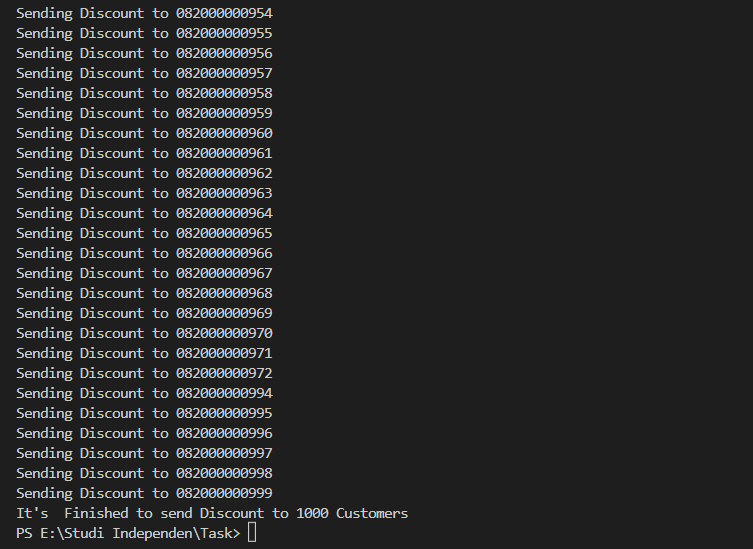 Sending Discount to 082000000954
Sending Discount to 082000000955
Sending Discount to 082000000956
Sending Discount to 082000000957
Sending Discount to 082000000958
Sending Discount to 082000000959
Sending Discount to 082000000960
Sending Discount to 082000000961
Sending Discount to 082000000962
Sending Discount to 082000000963
Sending Discount to 082000000964
Sending Discount to 082000000965
Sending Discount to 082000000966
Sending Discount to 082000000967
Sending Discount to 082000000968
Sending Discount to 082000000969
Sending Discount to 082000000970
Sending Discount to 082000000971
Sending Discount to 082000000972
Sending Discount to 082000000994
Sending Discount to 082000000995
Sending Discount to 082000000996
Sending Discount to 082000000997
Sending Discount to 082000000998
Sending Discount to 082000000999
It's  Finished to send Discount to 1000 Customers
PS E:\Studi Independen\Task>